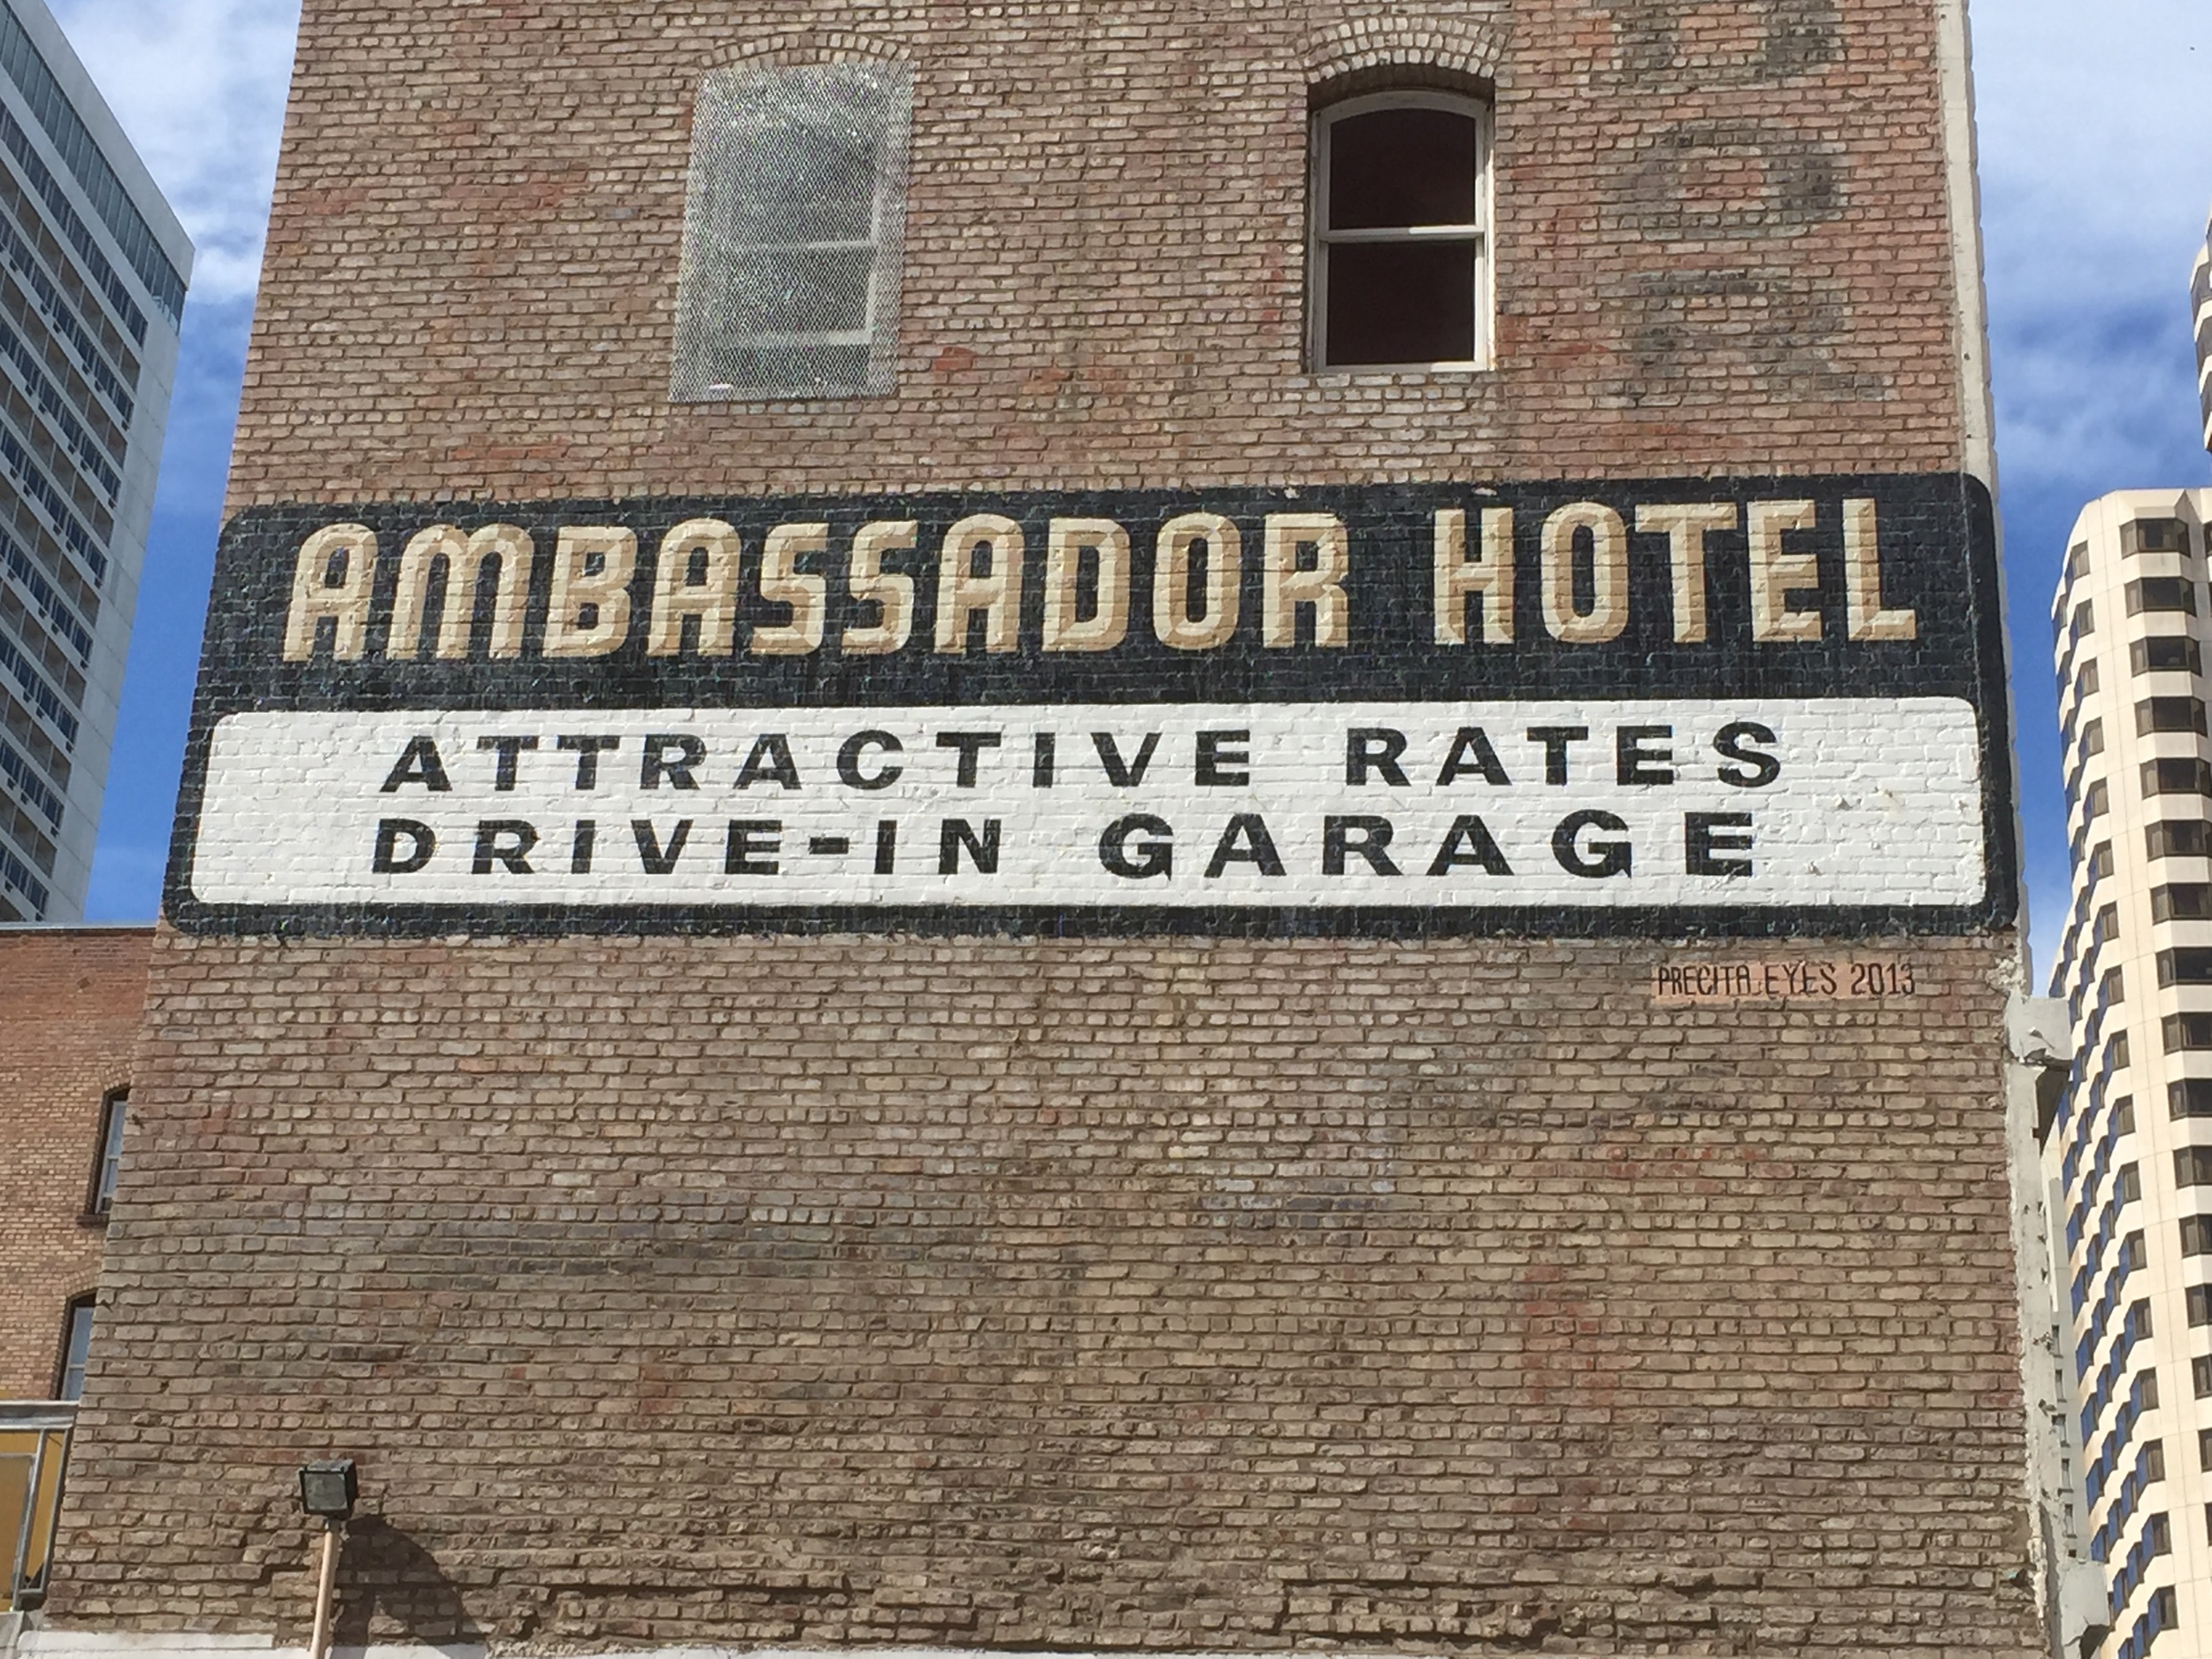 AMBASSADOR HOTEL
ATTRACTIVE RATES
DRIVE-IN GARAGE
PRECITA EYES 2013